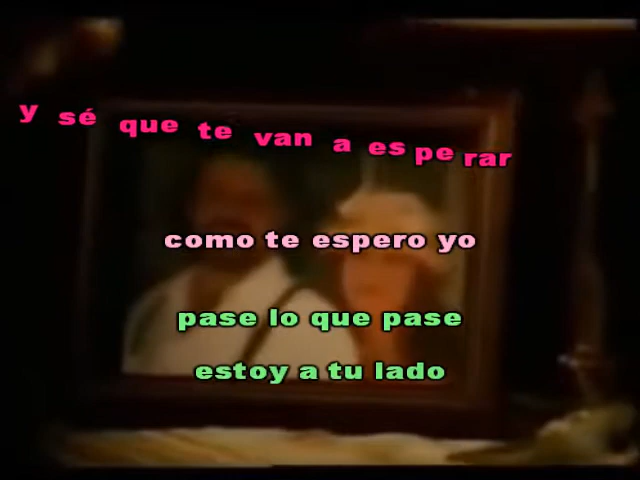 y sé que te van a es pe rar
como te espero yo
pase lo que pase
estoy a tu lado